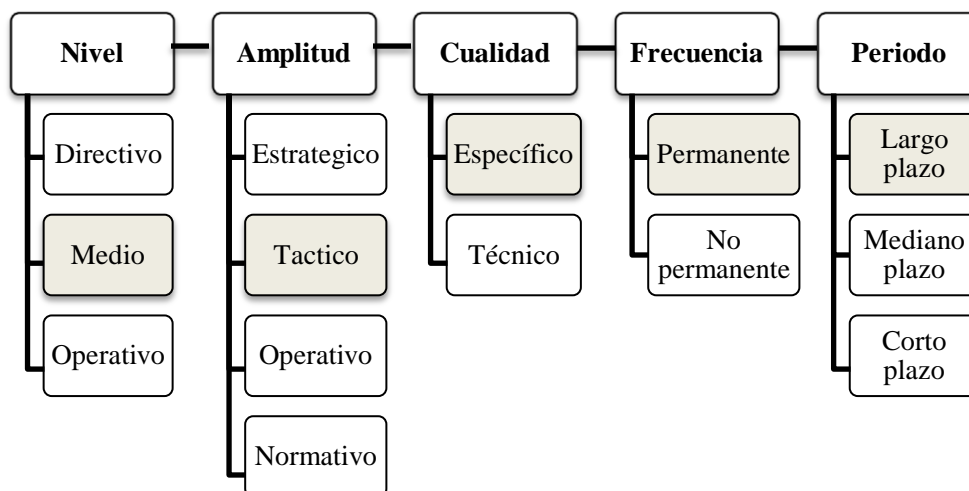 Nivel
Directivo
Medio
Operativo
Amplitud
Estrategico
Tactico
Operativo
Normativo
Cualidad
Específico
Técnico
Frecuencia
Permanente
No
permanente
Periodo
Largo
plazo
Mediano
plazo
Corto
plazo